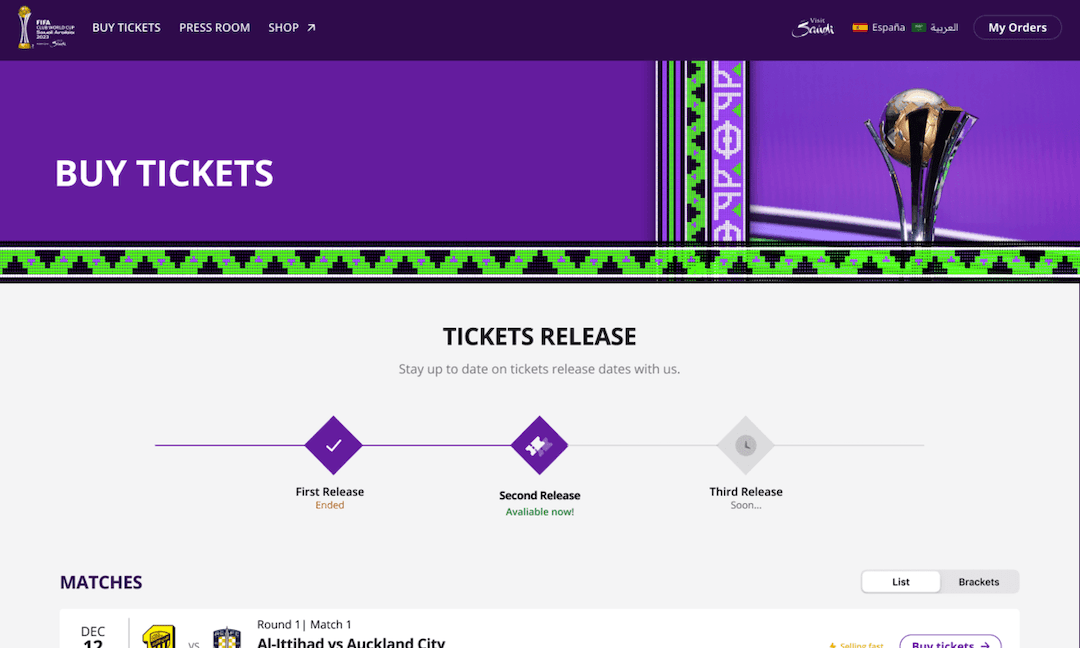 FIFA
CLUB WORLD CUP
Saudi Arabia
2023
BUY TICKETS
PRESS ROOM
SHOP
Visit
Saudi
España
العربية
My Orders
BUY TICKETS
TICKETS RELEASE
Stay up to date on tickets release dates with us.
First Release
Ended
Second Release
Avaliable now!
Third Release
Soon...
MATCHES
List
Brackets
DEC
12
vs
Round 1| Match 1
Al-Ittihad vs Auckland City
Selling fast
Buy tickets